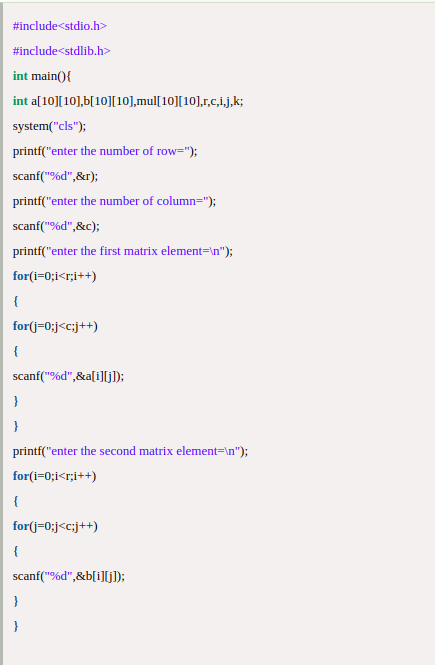 #include<stdio.h>
#include<stdlib.h>
int main(){
int a[10][10],b[10][10],mul[10][10],r,c,i,j,k;
system("cls");
printf("enter the number of row=");
scanf("%d",&r);
printf("enter the number of column=");
scanf("%d",&c);
printf("enter the first matrix element=\n");
for(i=0;i<r;i++)
{
for(j=0;j<c;j++)
{
scanf("%d",&a[i][j]);
}
}
printf("enter the second matrix element=\n");
for(i=0;i<r;i++)
{
for(j=0;j<c;j++)
{
scanf("%d",&b[i][j]);
}
}